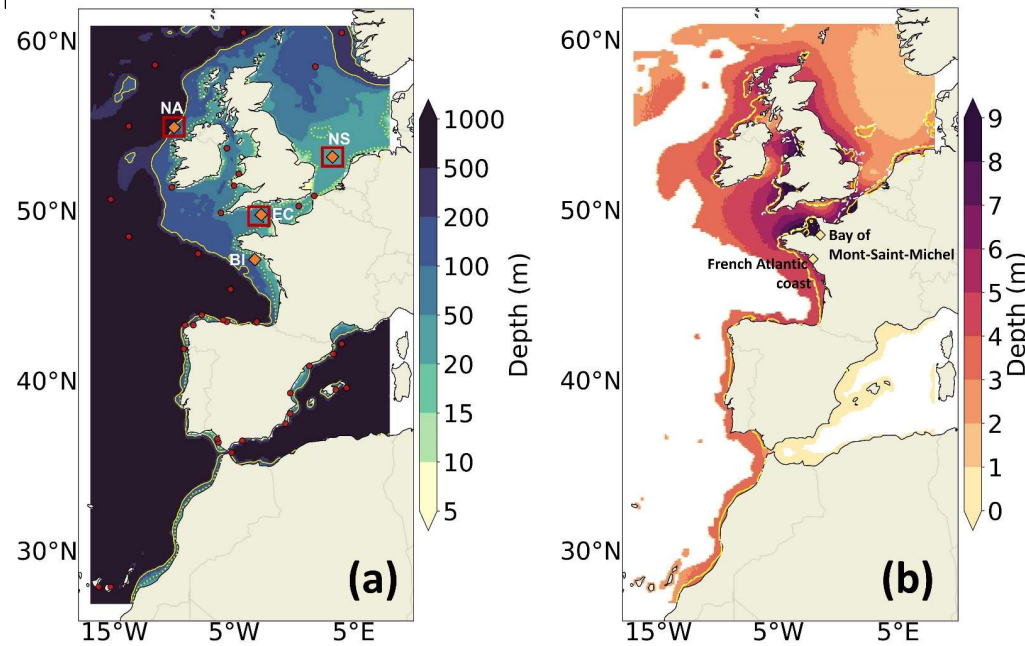 60°N
50°N
40°N
30°N
15°W
5°W
5°E
NA
NS
EC
BI
(a)
1000
500
200
100
50
20
15
10
5
Depth (m)
60°N
50°N
40°N
30°N
15°W
5°W
5°E
Bay of
Mont-Saint-Michel
French Atlantic
coast
(b)
9
8
7
6
5
4
3
2
1
0
Depth (m)